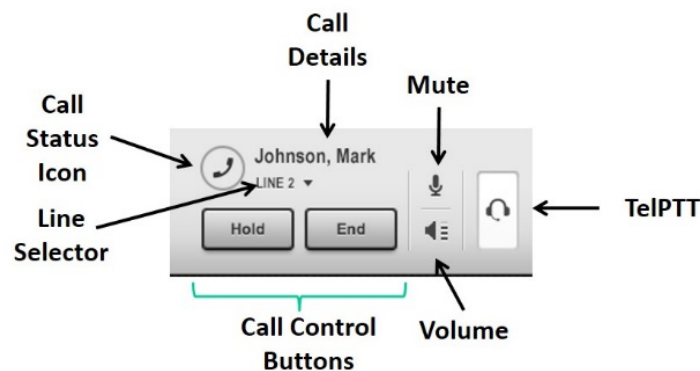 Call
Details
Mute
Call
Status
Icon
Johnson, Mark
LINE 2
Line
Selector
Hold
End
TelPTT
Call Control
Buttons
Volume